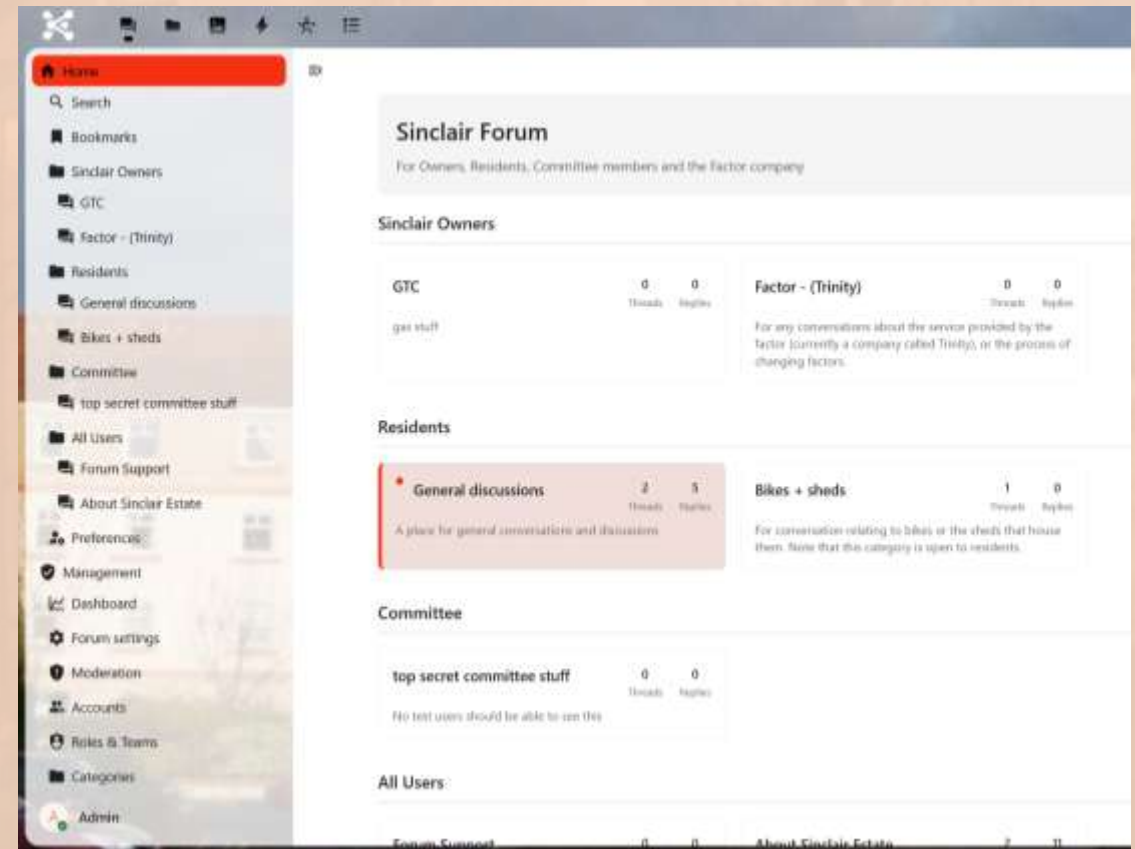 Home
Search
Bookmarks
Sinclair Owners
GTC
Factor - (Trinity)
Residents
General discussions
Bikes + sheds
Committee
top secret committee stuff
All Users
Forum Support
About Sinclair Estate
Preferences
Management
Dashboard
Forum settings
Moderation
Accounts
Roles & Teams
Categories
A
Admin
Sinclair Forum
For Owners, Residents, Committee members and the Factor company
Sinclair Owners
GTC
0 0
Threads Replies
gas stuff
Factor - (Trinity)
0 0
Threads Replies
For any conversations about the service provided by the
factor (currently a company called Trinity), or the process of
changing factors.
Residents
General discussions
2 5
Threads Replies
A place for general conversations and discussions
Bikes + sheds
1 0
Threads Replies
For conversation relating to bikes or the sheds that house
them. Note that this category is open to residents.
Committee
top secret committee stuff
0 0
Threads Replies
No test users should be able to see this
All Users
Forum Support
0 0
About Sinclair Estate
11